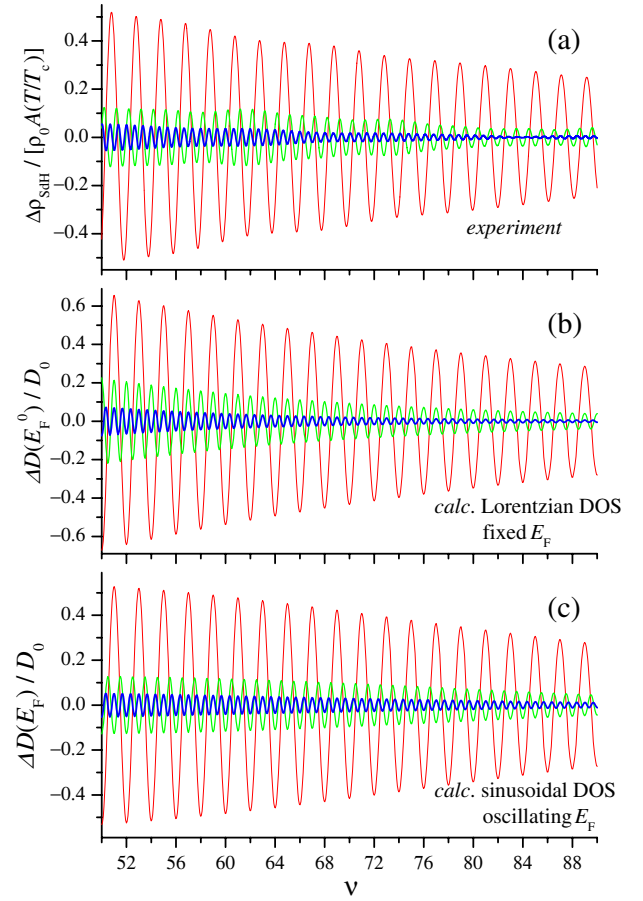 (a)
0.4
0.2
0.0
−0.2
−0.4
Δρ_SdH / [ρ_0 A(T/T_c)]
experiment
(b)
0.6
0.4
0.2
0.0
−0.2
−0.4
−0.6
ΔD(E_F^0) / D_0
calc. Lorentzian DOS
fixed E_F
(c)
0.4
0.2
0.0
−0.2
−0.4
ΔD(E_F) / D_0
calc. sinusoidal DOS
oscillating E_F
52 56 60 64 68 72 76 80 84 88
ν